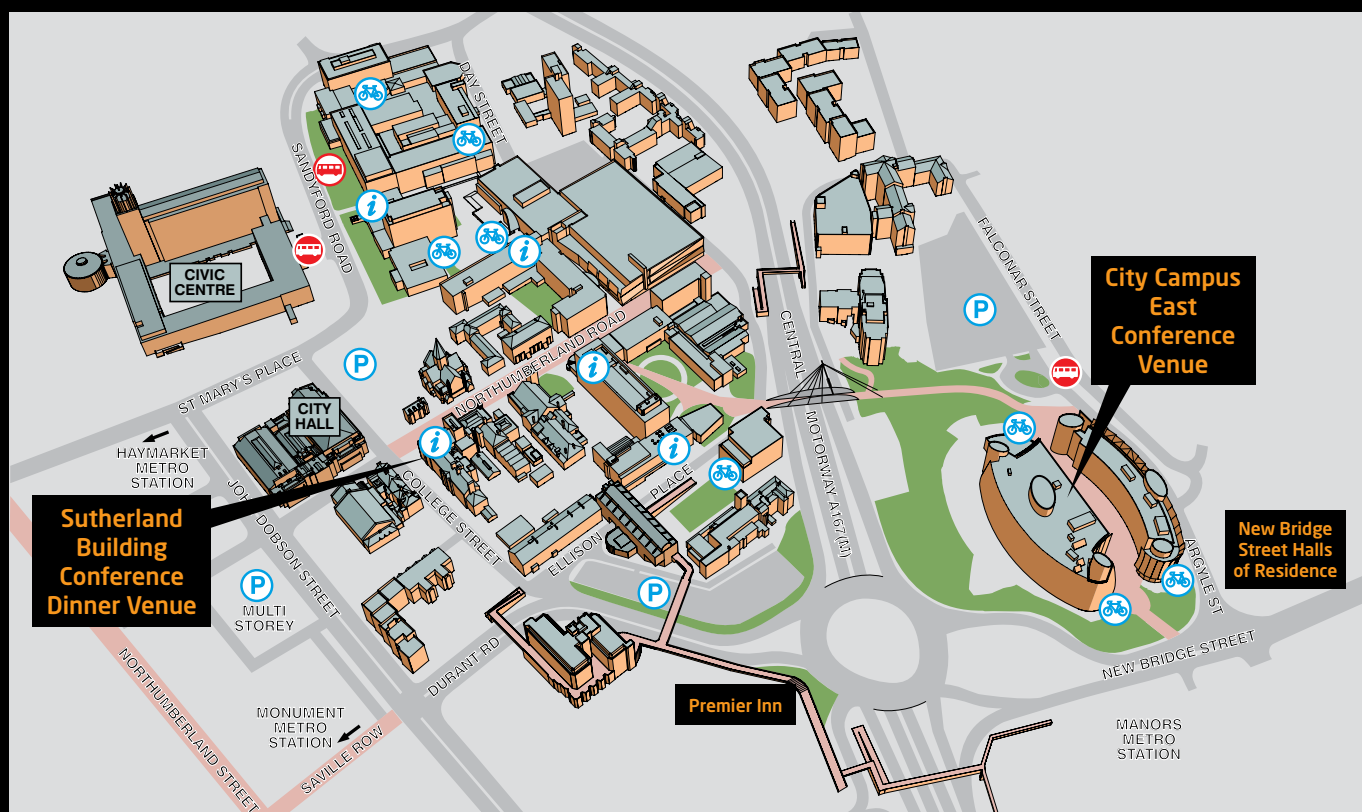 DAY STREET
SANDYFORD ROAD
CIVIC
CENTRE
FALCONAR STREET
City Campus
East
Conference
Venue
P
CENTRAL
MOTORWAY A167(M)
NORTHUMBERLAND ROAD
ST MARY'S PLACE
P
CITY
HALL
HAYMARKET
METRO
STATION
i
i
i
i
i
Sutherland
Building
Conference
Dinner Venue
JOHN DOBSON STREET
COLLEGE STREET
ELLISON PLACE
P
MULTI
STOREY
P
New Bridge
Street Halls
of Residence
ARGYLE ST
NEW BRIDGE STREET
DURANT RD
Premier Inn
NORTHUMBERLAND STREET
MONUMENT
METRO
STATION
SAVILLE ROW
MANORS
METRO
STATION